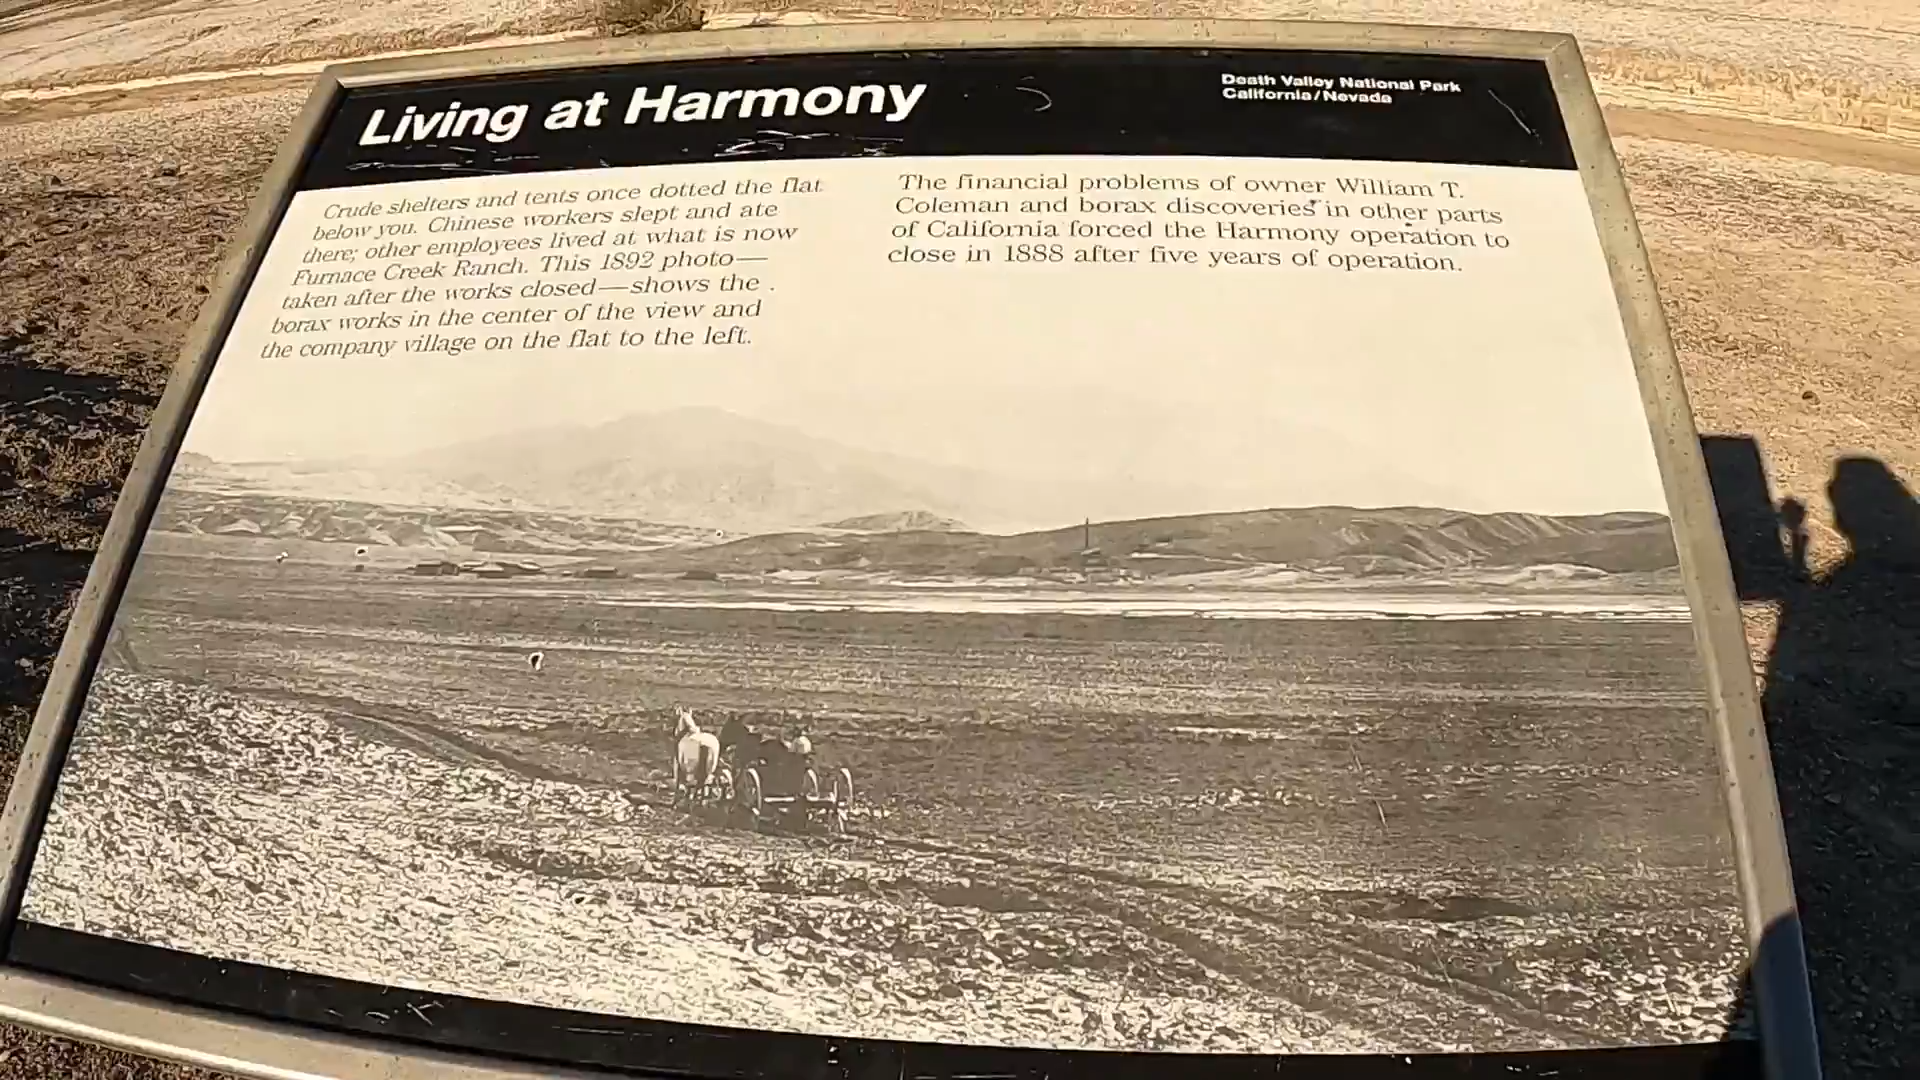 Living at Harmony
Death Valley National Park
California/Nevada
Crude shelters and tents once dotted the flat
below you. Chinese workers slept and ate
there; other employees lived at what is now
Furnace Creek Ranch. This 1892 photo—
taken after the works closed—shows the
borax works in the center of the view and
the company village on the flat to the left.
The financial problems of owner William T.
Coleman and borax discoveries in other parts
of California forced the Harmony operation to
close in 1888 after five years of operation.